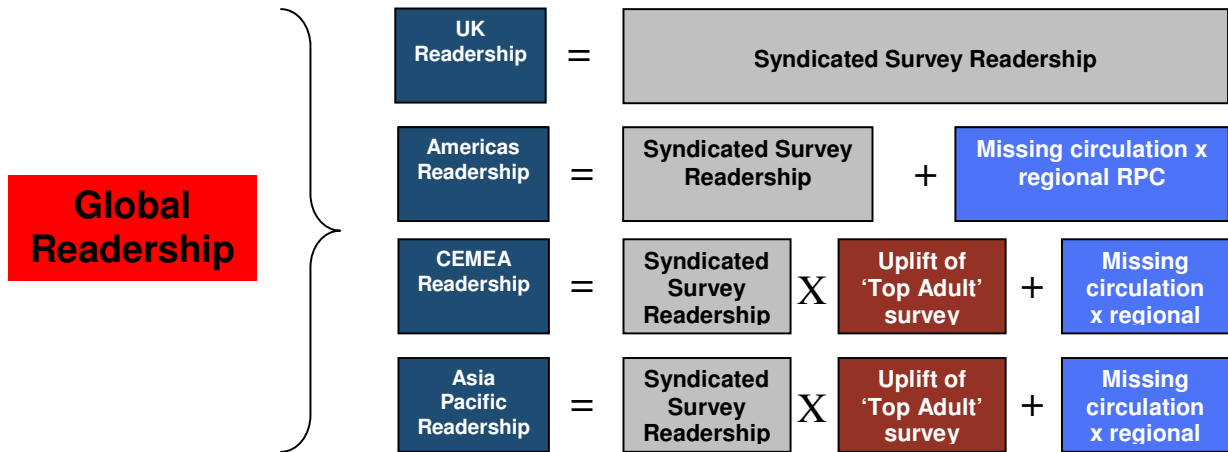 Global
Readership
UK
Readership
=
Syndicated Survey Readership
Americas
Readership
=
Syndicated Survey
Readership
+
Missing circulation x
regional RPC
CEMEA
Readership
=
Syndicated
Survey
Readership
X
Uplift of
‘Top Adult’
survey
+
Missing
circulation
x regional
Asia
Pacific
Readership
=
Syndicated
Survey
Readership
X
Uplift of
‘Top Adult’
survey
+
Missing
circulation
x regional